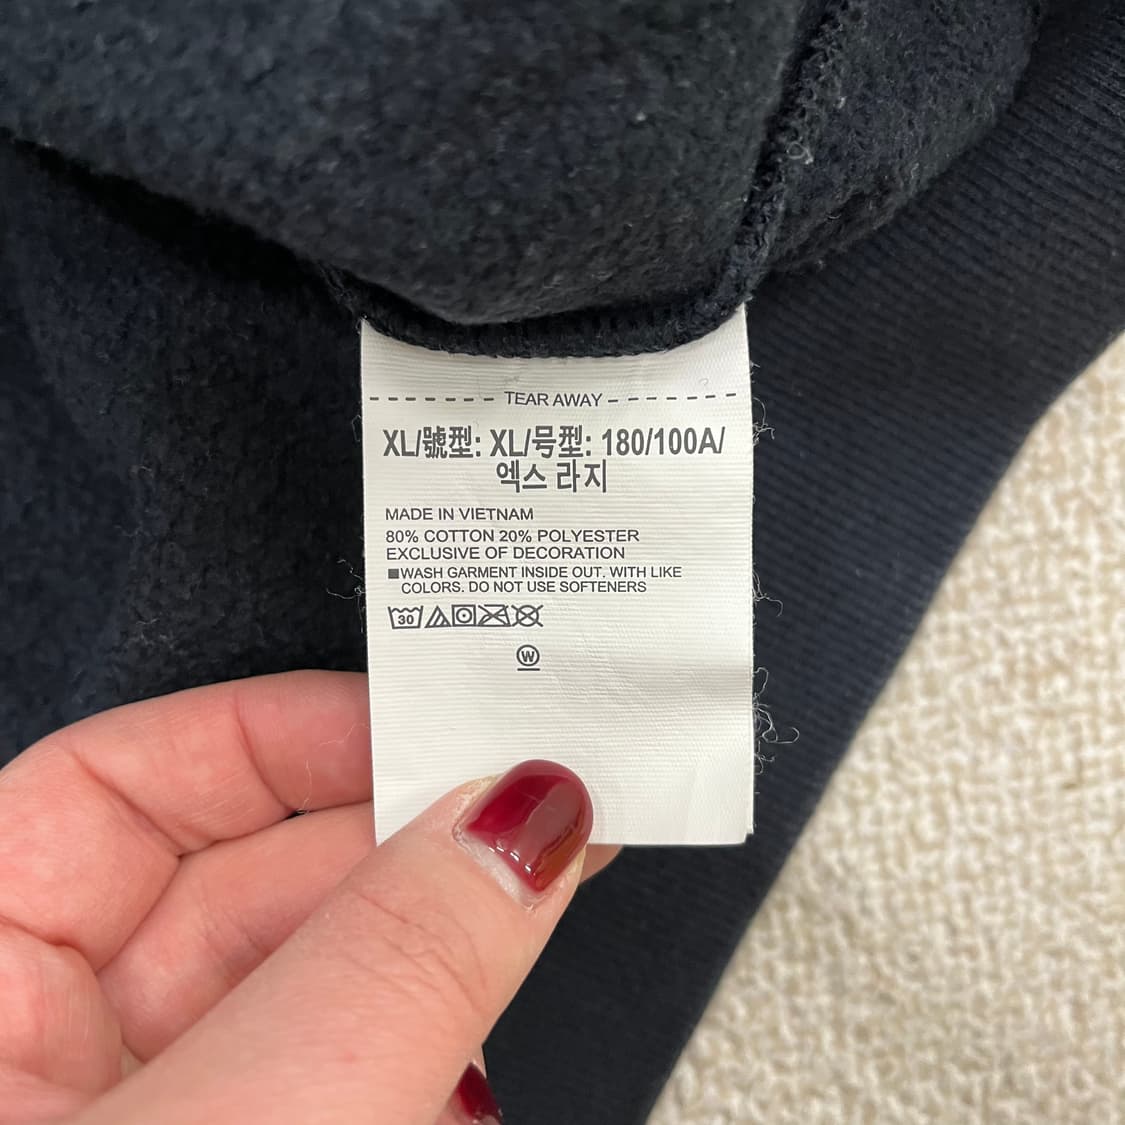 TEAR AWAY
XL/號型: XL/号型: 180/100A/
엑스 라지
MADE IN VIETNAM
80% COTTON 20% POLYESTER
EXCLUSIVE OF DECORATION
■WASH GARMENT INSIDE OUT, WITH LIKE
COLORS. DO NOT USE SOFTENERS
30
W